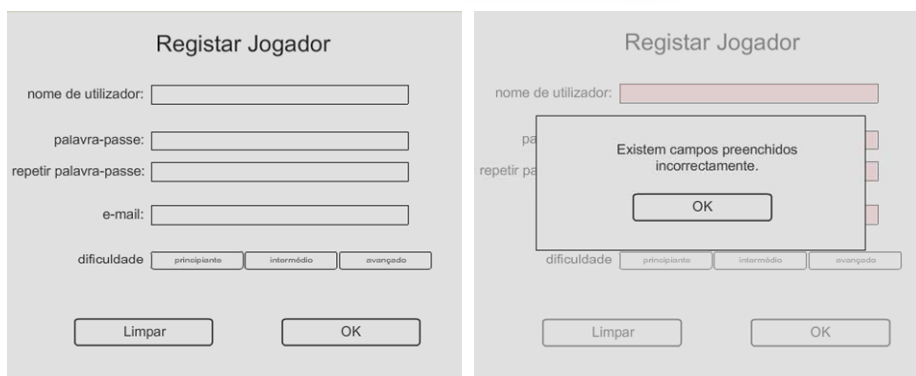 Registar Jogador
nome de utilizador:
palavra-passe:
repetir palavra-passe:
e-mail:
dificuldade principiante intermédio avançado
Limpar OK
Registar Jogador
nome de utilizador:
pa
repetir pa
Existem campos preenchidos
incorrectamente.
OK
dificuldade principiante intermédio avançado
Limpar OK